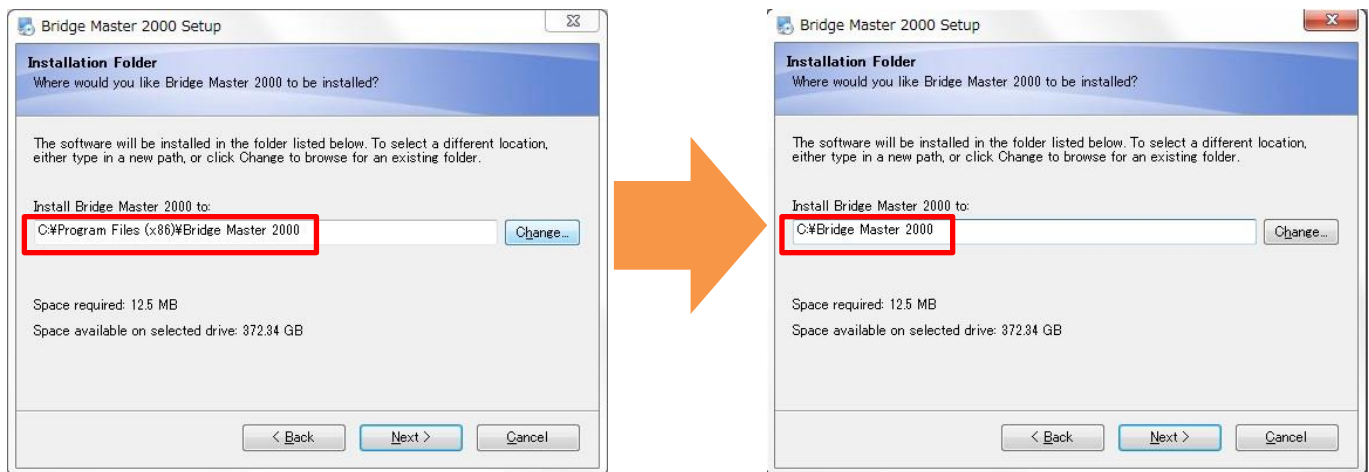 Bridge Master 2000 Setup
Installation Folder
Where would you like Bridge Master 2000 to be installed?
The software will be installed in the folder listed below. To select a different location,
either type in a new path, or click Change to browse for an existing folder.
Install Bridge Master 2000 to:
C:¥Program Files (x86)¥Bridge Master 2000
Change...
Space required: 12.5 MB
Space available on selected drive: 372.34 GB
< Back
Next >
Cancel
Bridge Master 2000 Setup
Installation Folder
Where would you like Bridge Master 2000 to be installed?
The software will be installed in the folder listed below. To select a different location,
either type in a new path, or click Change to browse for an existing folder.
Install Bridge Master 2000 to:
C:¥Bridge Master 2000
Change...
Space required: 12.5 MB
Space available on selected drive: 372.34 GB
< Back
Next >
Cancel